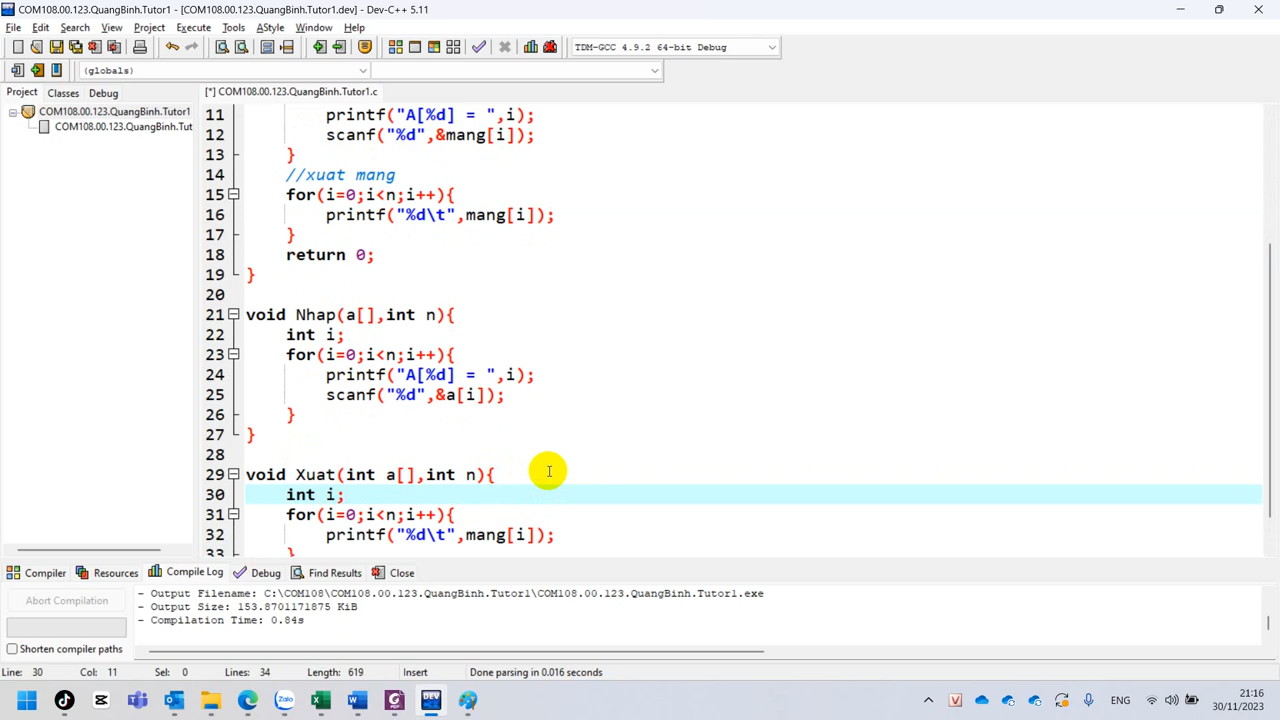 COM108.00.123.QuangBinh.Tutor1 - [COM108.00.123.QuangBinh.Tutor1.dev] - Dev-C++ 5.11
File Edit Search View Project Execute Tools AStyle Window Help
TDM-GCC 4.9.2 64-bit Debug
(globals)
Project Classes Debug
[*] COM108.00.123.QuangBinh.Tutor1.c
COM108.00.123.QuangBinh.Tutor1
COM108.00.123.QuangBinh.Tut
11 printf("A[%d] = ",i);
12 scanf("%d",&mang[i]);
13 }
14 //xuat mang
15 for(i=0;i<n;i++){
16 printf("%d\t",mang[i]);
17 }
18 return 0;
19 }
20
21 void Nhap(a[],int n){
22 int i;
23 for(i=0;i<n;i++){
24 printf("A[%d] = ",i);
25 scanf("%d",&a[i]);
26 }
27 }
28
29 void Xuat(int a[],int n){
30 int i;
31 for(i=0;i<n;i++){
32 printf("%d\t",mang[i]);
33 }
Compiler Resources Compile Log Debug Find Results Close
Abort Compilation
Shorten compiler paths
- Output Filename: C:\COM108\COM108.00.123.QuangBinh.Tutor1\COM108.00.123.QuangBinh.Tutor1.exe
- Output Size: 153.8701171875 KiB
- Compilation Time: 0.84s
Line: 30 Col: 11 Sel: 0 Lines: 34 Length: 619 Insert Done parsing in 0.016 seconds
Zalo
DEV
ENG
21:16
30/11/2023